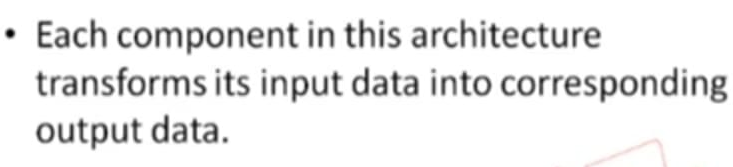 • Each component in this architecture
transforms its input data into corresponding
output data.